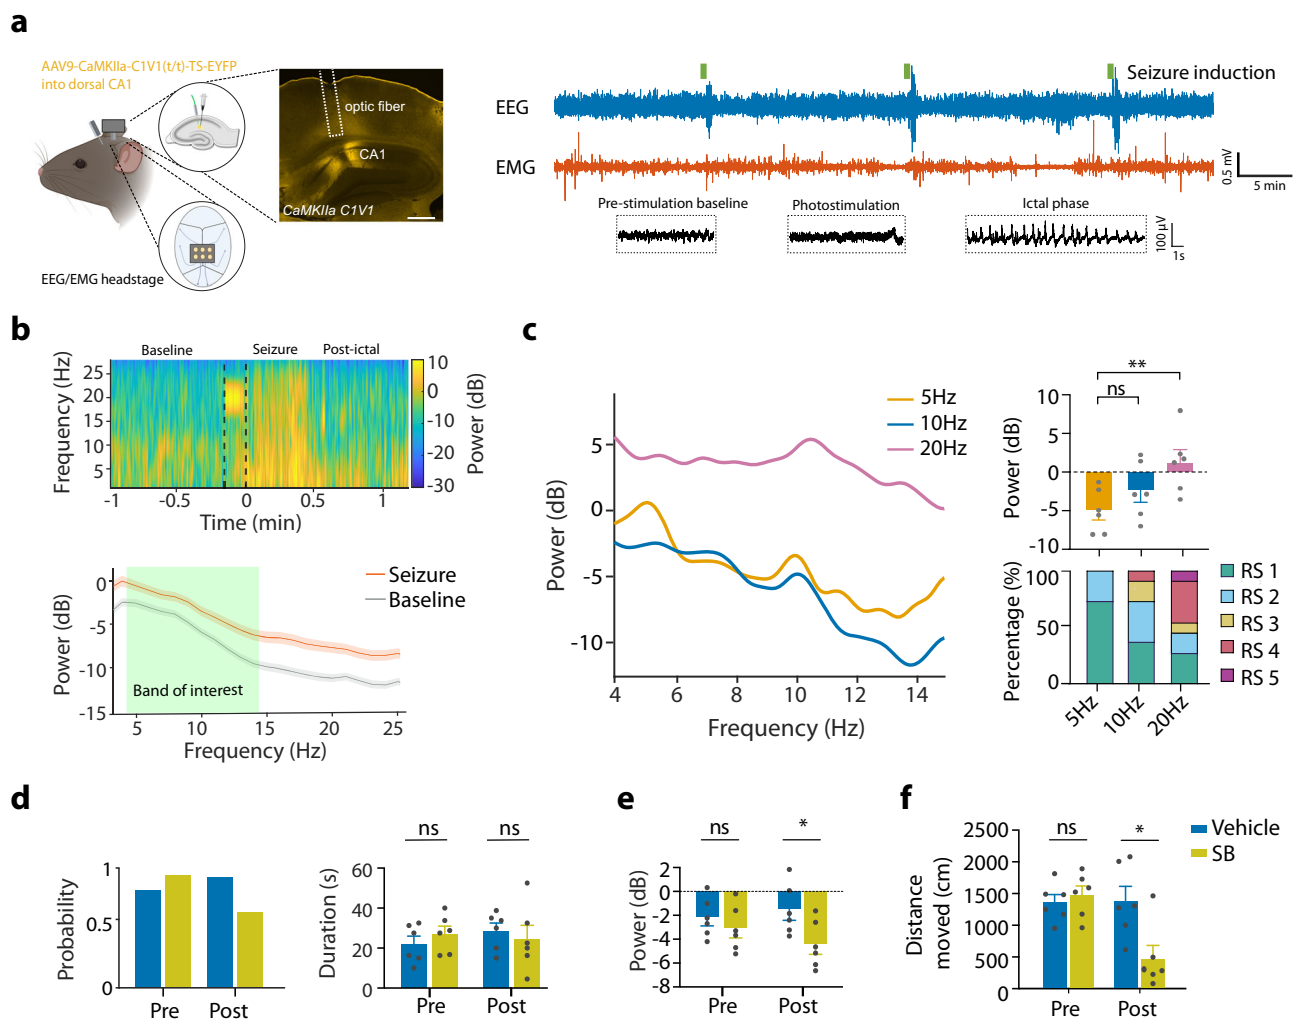 a
AAV9-CaMKIIa-C1V1(t/t)-TS-EYFP
into dorsal CA1
optic fiber
CA1
CaMKIIa C1V1
EEG/EMG headstage
Seizure induction
EEG
EMG
0.5 mV
5 min
Pre-stimulation baseline
Photostimulation
Ictal phase
100 µV
1s
b
Baseline
Seizure
Post-ictal
Frequency (Hz)
25
20
15
10
5
-1
-0.5
0
0.5
1
Time (min)
10
0
-10
-20
-30
Power (dB)
Seizure
Baseline
Power (dB)
0
-5
-10
-15
Band of interest
5
10
15
20
25
Frequency (Hz)
c
5Hz
10Hz
20Hz
Power (dB)
5
0
-5
-10
4
6
8
10
12
14
Frequency (Hz)
**
ns
Power (dB)
10
5
0
-5
-10
Percentage (%)
100
50
0
5Hz
10Hz
20Hz
RS 1
RS 2
RS 3
RS 4
RS 5
d
Probability
1
0.5
0
Pre
Post
ns
ns
Duration (s)
60
40
20
0
Pre
Post
e
ns
*
Power (dB)
2
0
-2
-4
-6
-8
Pre
Post
f
ns
*
Distance
moved (cm)
2500
2000
1500
1000
500
0
Pre
Post
Vehicle
SB